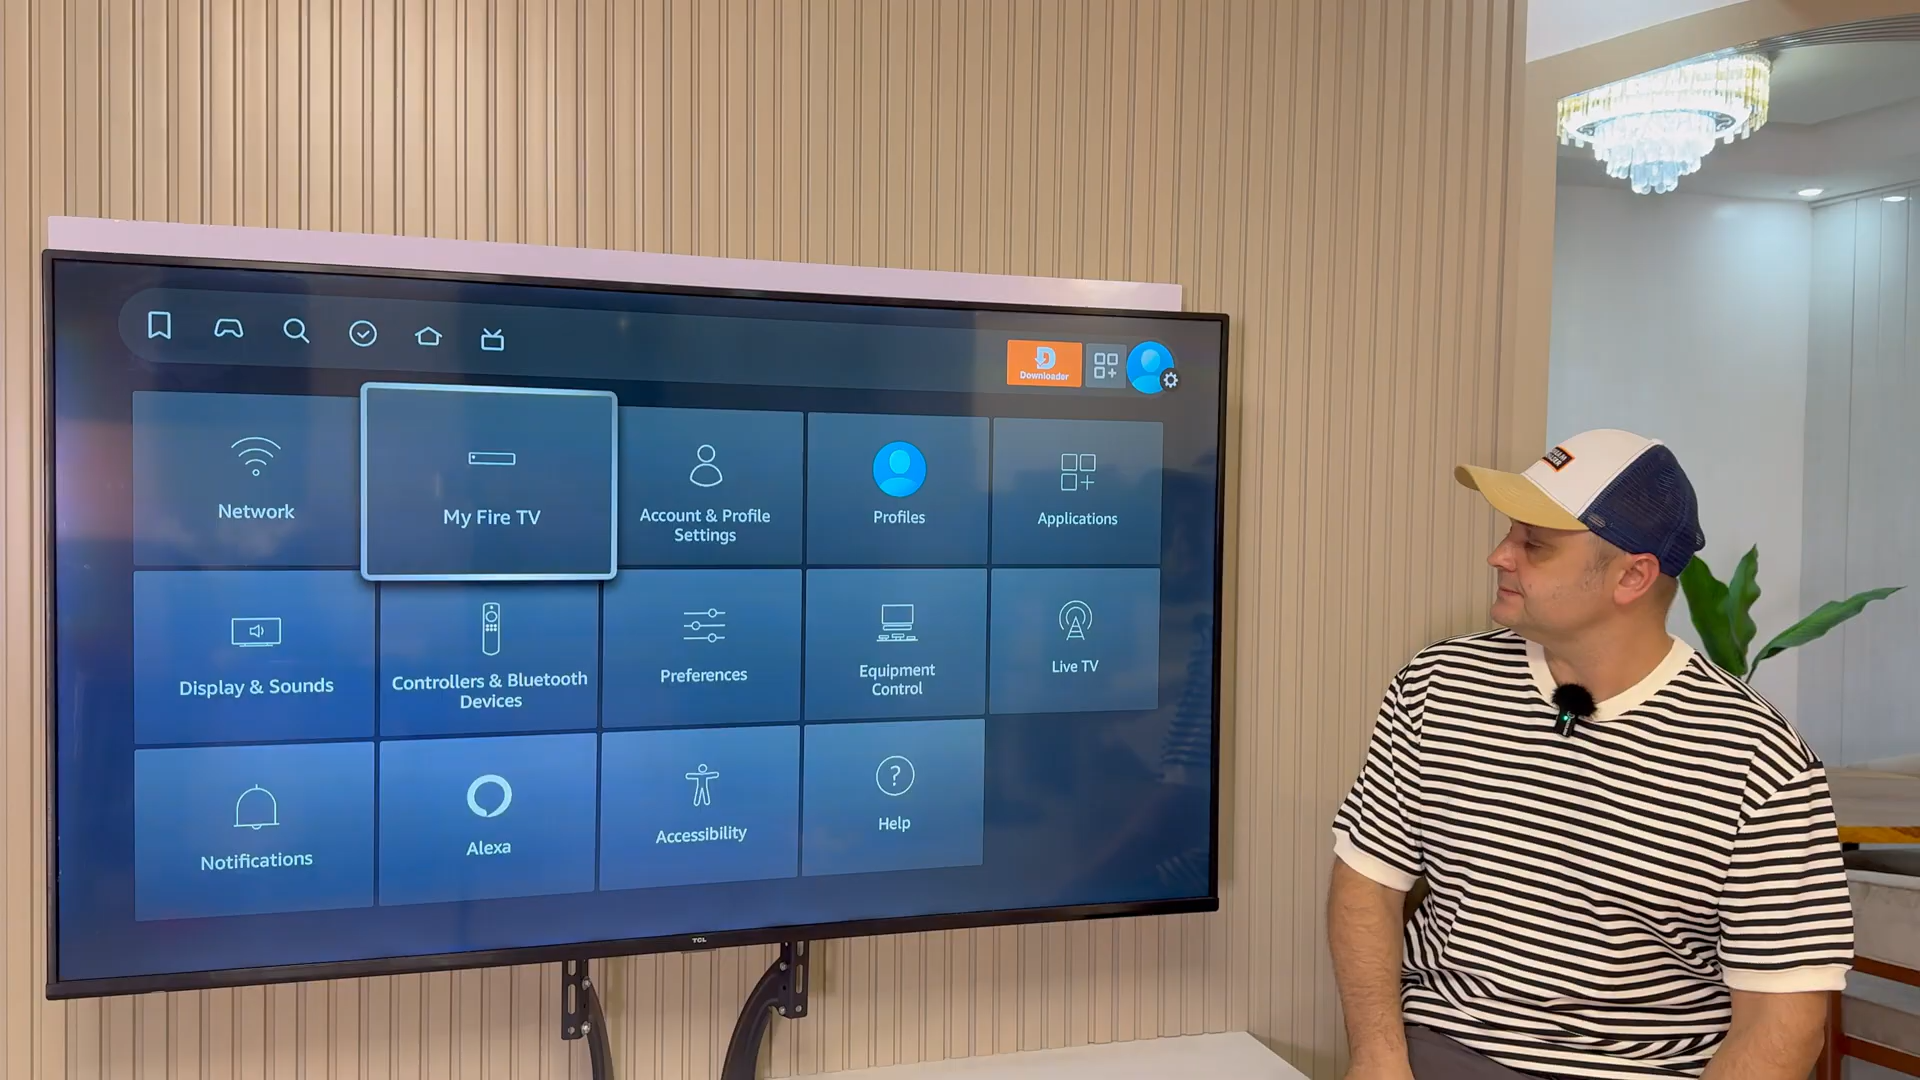 Downloader
Network
My Fire TV
Account & Profile
Settings
Profiles
Applications
Display & Sounds
Controllers & Bluetooth
Devices
Preferences
Equipment
Control
Live TV
Notifications
Alexa
Accessibility
Help
TCL